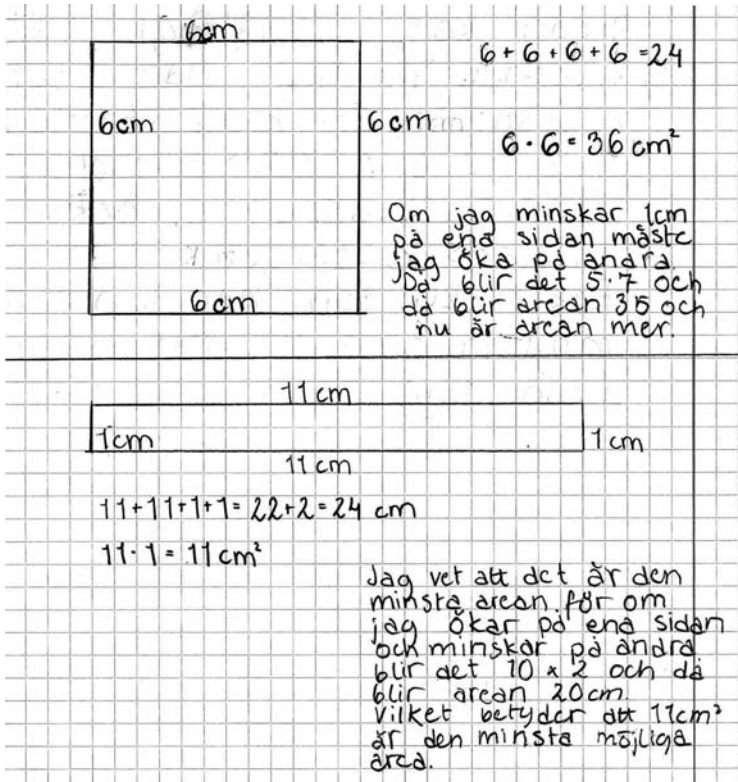 6cm
6+6+6+6=24
6cm
6cm
6·6=36 cm²
Om jag minskar 1cm
på ena sidan måste
jag öka på andra.
Då blir det 5·7 och
då blir arean 35 och
6cm
nu är arean mer.
11cm
1cm
1cm
11cm
11+11+1+1=22+2=24 cm
11·1=11cm²
Jag vet att det är den
minsta arean. för om
jag ökar på ena sidan
och minskar på andra
blir det 10 x 2 och då
blir arean 20cm.
vilket betyder att 11cm²
är den minsta möjliga
area.